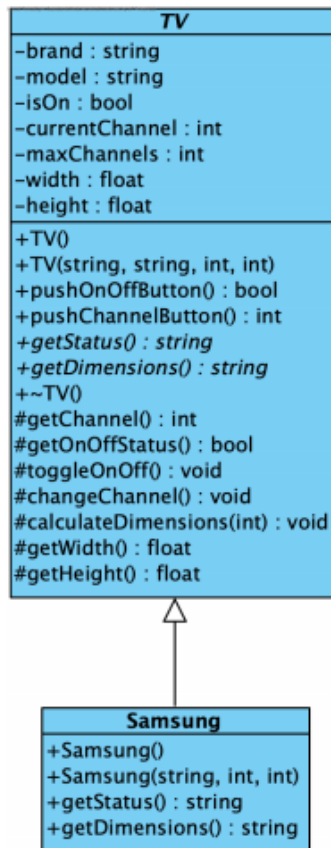 TV
-brand : string
-model : string
-isOn : bool
-currentChannel : int
-maxChannels : int
-width : float
-height : float
+TV()
+TV(string, string, int, int)
+pushOnOffButton() : bool
+pushChannelButton() : int
+getStatus() : string
+getDimensions() : string
+~TV()
#getChannel() : int
#getOnOffStatus() : bool
#toggleOnOff() : void
#changeChannel() : void
#calculateDimensions(int) : void
#getWidth() : float
#getHeight() : float
Samsung
+Samsung()
+Samsung(string, int, int)
+getStatus() : string
+getDimensions() : string